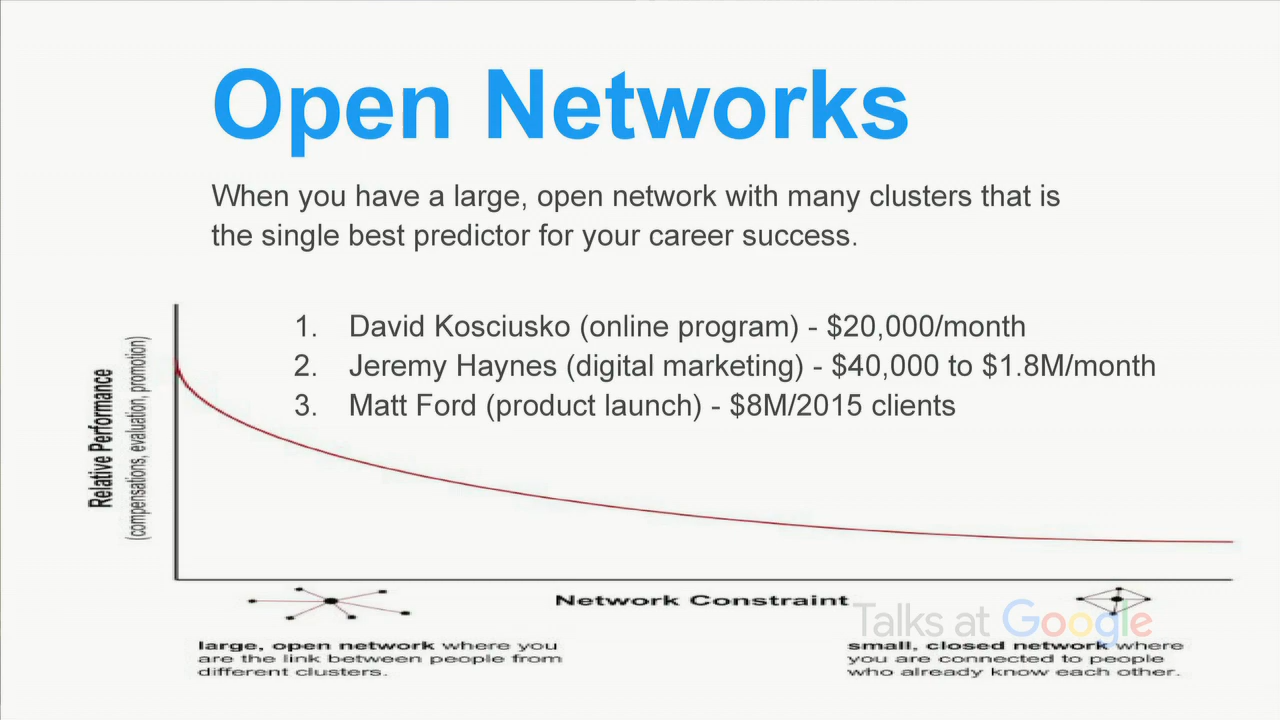 Open Networks
When you have a large, open network with many clusters that is
the single best predictor for your career success.
1. David Kosciusko (online program) - $20,000/month
2. Jeremy Haynes (digital marketing) - $40,000 to $1.8M/month
3. Matt Ford (product launch) - $8M/2015 clients
Relative Performance
(compensations, evaluation, promotion)
Network Constraint
Talks at Google
large, open network where you
are the link between people from
different clusters.
small, closed network where
you are connected to people
who already know each other.